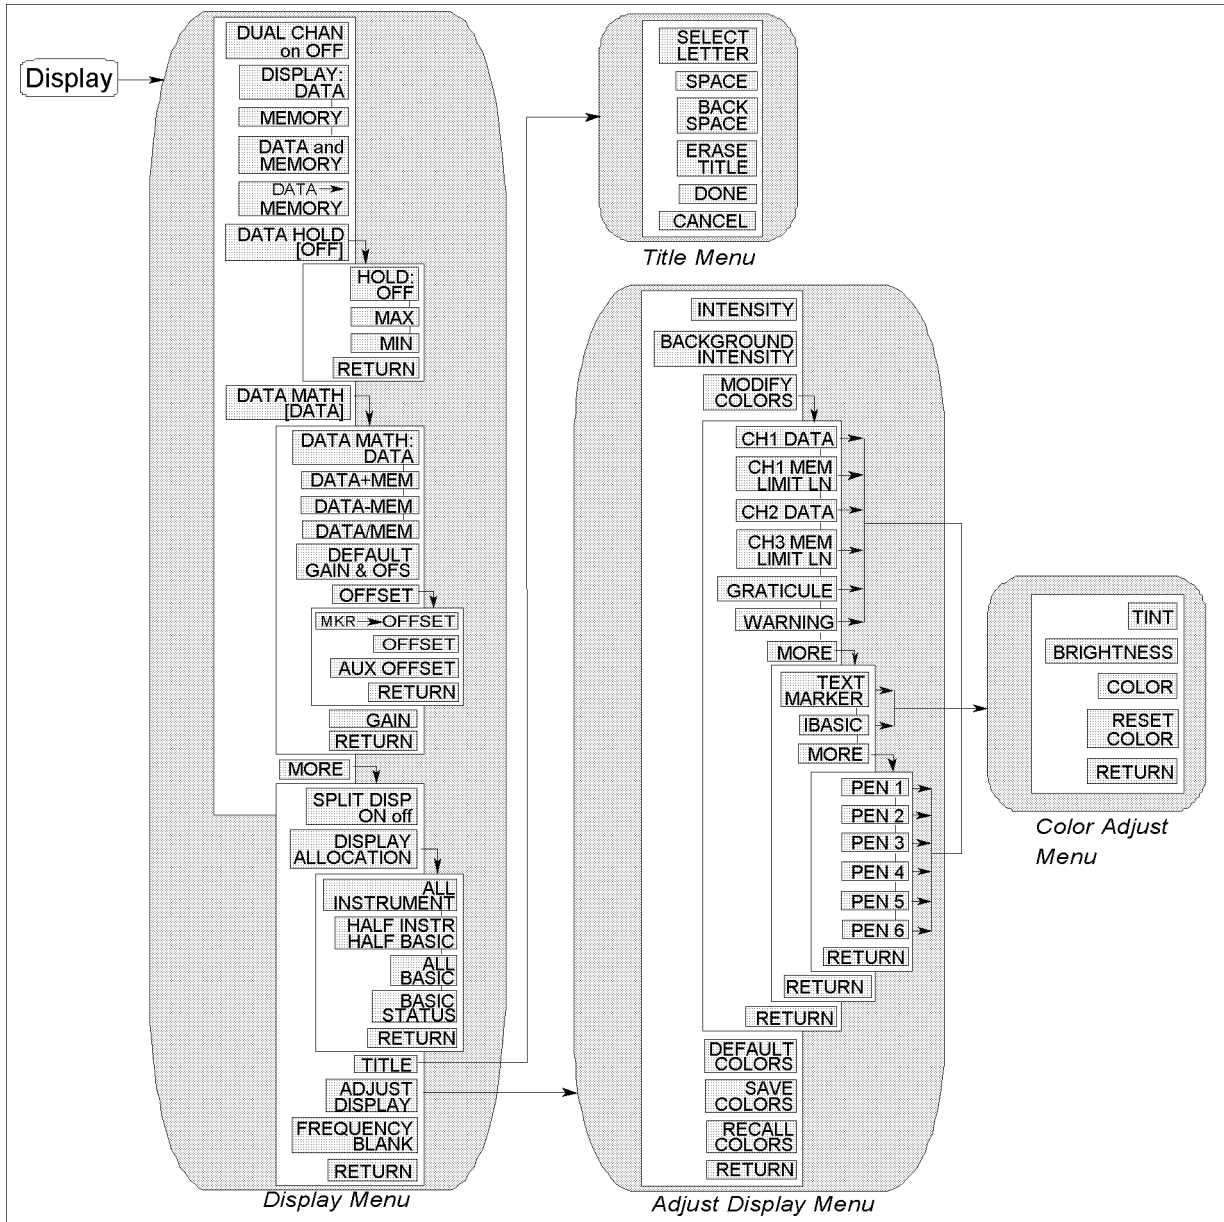 Display
DUAL CHAN
on OFF
DISPLAY:
DATA
MEMORY
DATA and
MEMORY
DATA→
MEMORY
DATA HOLD
[OFF]
HOLD:
OFF
MAX
MIN
RETURN
DATA MATH
[DATA]
DATA MATH:
DATA
DATA+MEM
DATA-MEM
DATA/MEM
DEFAULT
GAIN & OFS
OFFSET
MKR→OFFSET
OFFSET
AUX OFFSET
RETURN
GAIN
RETURN
MORE
SPLIT DISP
ON off
DISPLAY
ALLOCATION
ALL
INSTRUMENT
HALF INSTR
HALF BASIC
ALL
BASIC
BASIC
STATUS
RETURN
TITLE
ADJUST
DISPLAY
FREQUENCY
BLANK
RETURN
Display Menu
SELECT
LETTER
SPACE
BACK
SPACE
ERASE
TITLE
DONE
CANCEL
Title Menu
INTENSITY
BACKGROUND
INTENSITY
MODIFY
COLORS
CH1 DATA
CH1 MEM
LIMIT LN
CH2 DATA
CH3 MEM
LIMIT LN
GRATICULE
WARNING
MORE
TEXT
MARKER
IBASIC
MORE
PEN 1
PEN 2
PEN 3
PEN 4
PEN 5
PEN 6
RETURN
RETURN
RETURN
DEFAULT
COLORS
SAVE
COLORS
RECALL
COLORS
RETURN
Adjust Display Menu
TINT
BRIGHTNESS
COLOR
RESET
COLOR
RETURN
Color Adjust
Menu